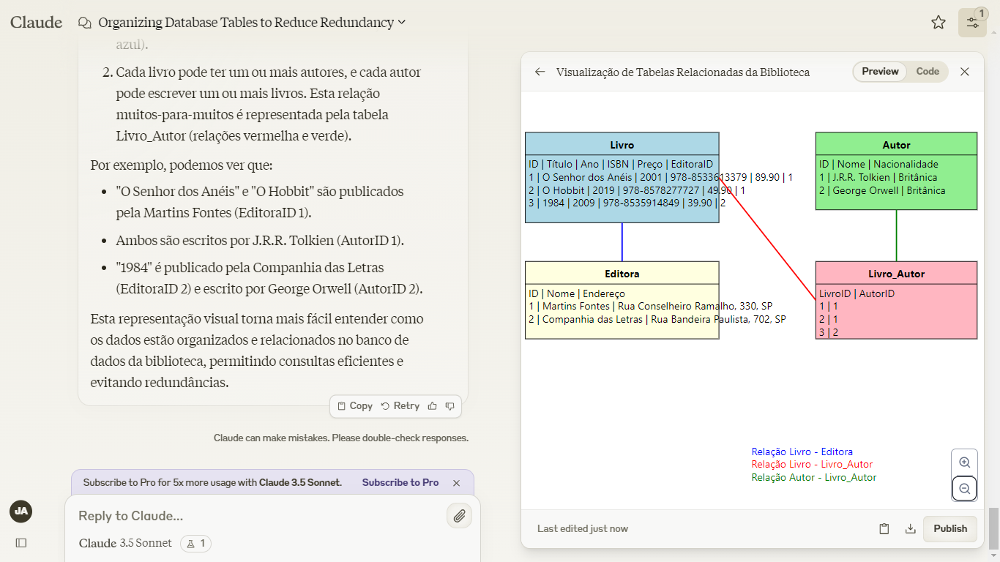 Claude
Organizing Database Tables to Reduce Redundancy
1
azul).
2. Cada livro pode ter um ou mais autores, e cada autor
pode escrever um ou mais livros. Esta relação
muitos-para-muitos é representada pela tabela
Livro_Autor (relações vermelha e verde).
Por exemplo, podemos ver que:
• "O Senhor dos Anéis" e "O Hobbit" são publicados
pela Martins Fontes (EditoraID 1).
• Ambos são escritos por J.R.R. Tolkien (AutorID 1).
• "1984" é publicado pela Companhia das Letras
(EditoraID 2) e escrito por George Orwell (AutorID 2).
Esta representação visual torna mais fácil entender como
os dados estão organizados e relacionados no banco de
dados da biblioteca, permitindo consultas eficientes e
evitando redundâncias.
Copy Retry
Claude can make mistakes. Please double-check responses.
Subscribe to Pro for 5x more usage with Claude 3.5 Sonnet. Subscribe to Pro
JA
Reply to Claude...
Claude 3.5 Sonnet 1
Visualização de Tabelas Relacionadas da Biblioteca
Preview Code
Livro
ID | Título | Ano | ISBN | Preço | EditoraID
1 | O Senhor dos Anéis | 2001 | 978-8533613379 | 89.90 | 1
2 | O Hobbit | 2019 | 978-8578277727 | 49.90 | 1
3 | 1984 | 2009 | 978-8535914849 | 39.90 | 2
Autor
ID | Nome | Nacionalidade
1 | J.R.R. Tolkien | Britânica
2 | George Orwell | Britânica
Editora
ID | Nome | Endereço
1 | Martins Fontes | Rua Conselheiro Ramalho, 330, SP
2 | Companhia das Letras | Rua Bandeira Paulista, 702, SP
Livro_Autor
LivroID | AutorID
1 | 1
2 | 1
3 | 2
Relação Livro - Editora
Relação Livro - Livro_Autor
Relação Autor - Livro_Autor
Last edited just now
Publish